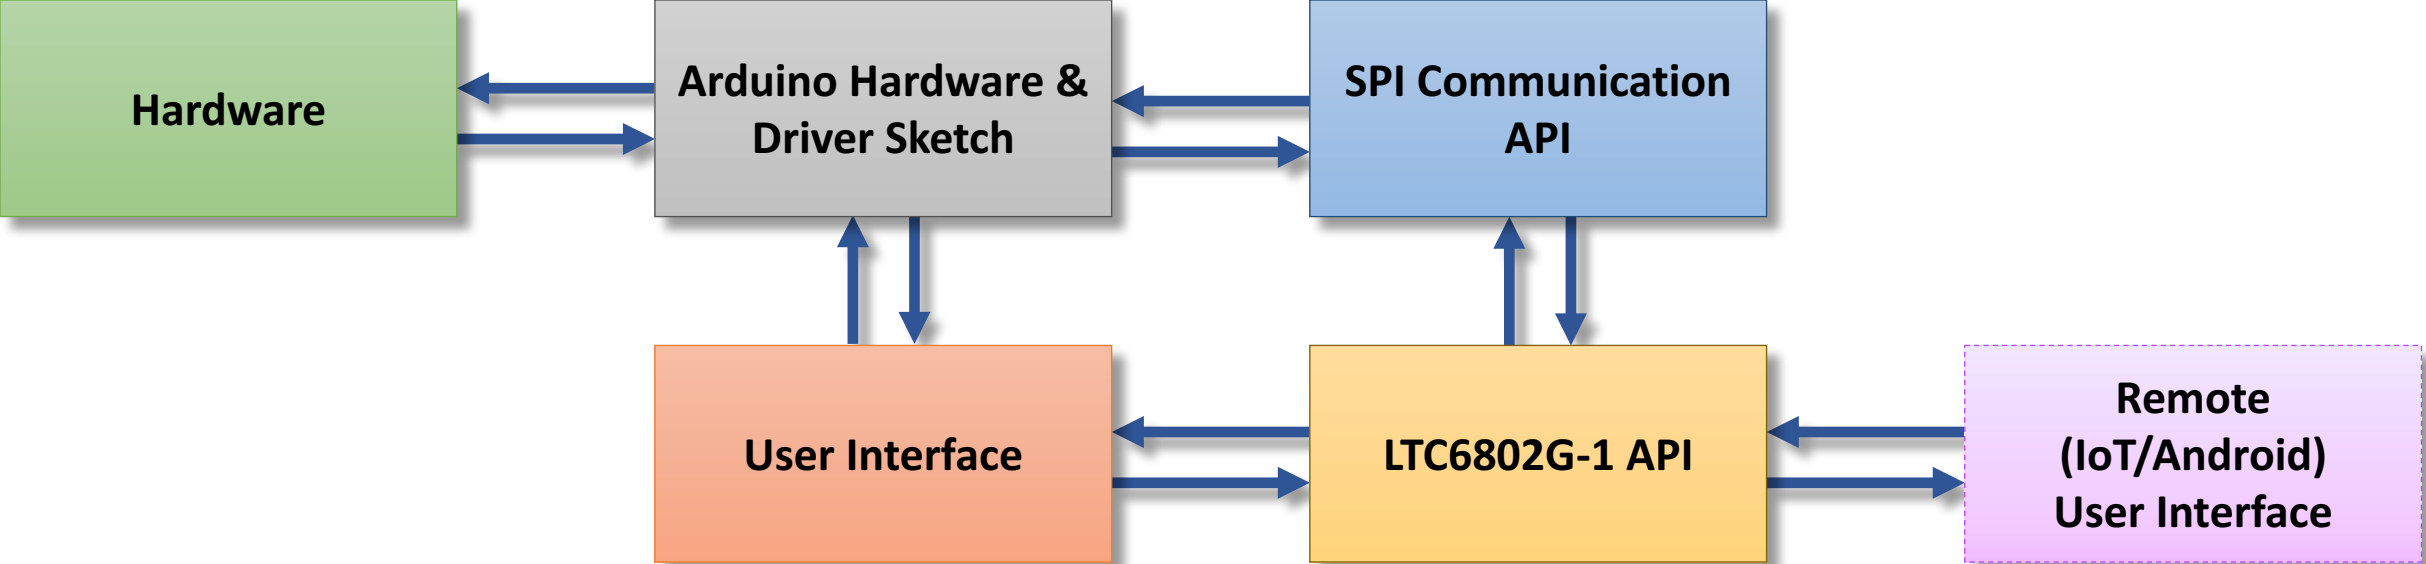 Hardware
Arduino Hardware &
Driver Sketch
SPI Communication
API
User Interface
LTC6802G-1 API
Remote
(IoT/Android)
User Interface